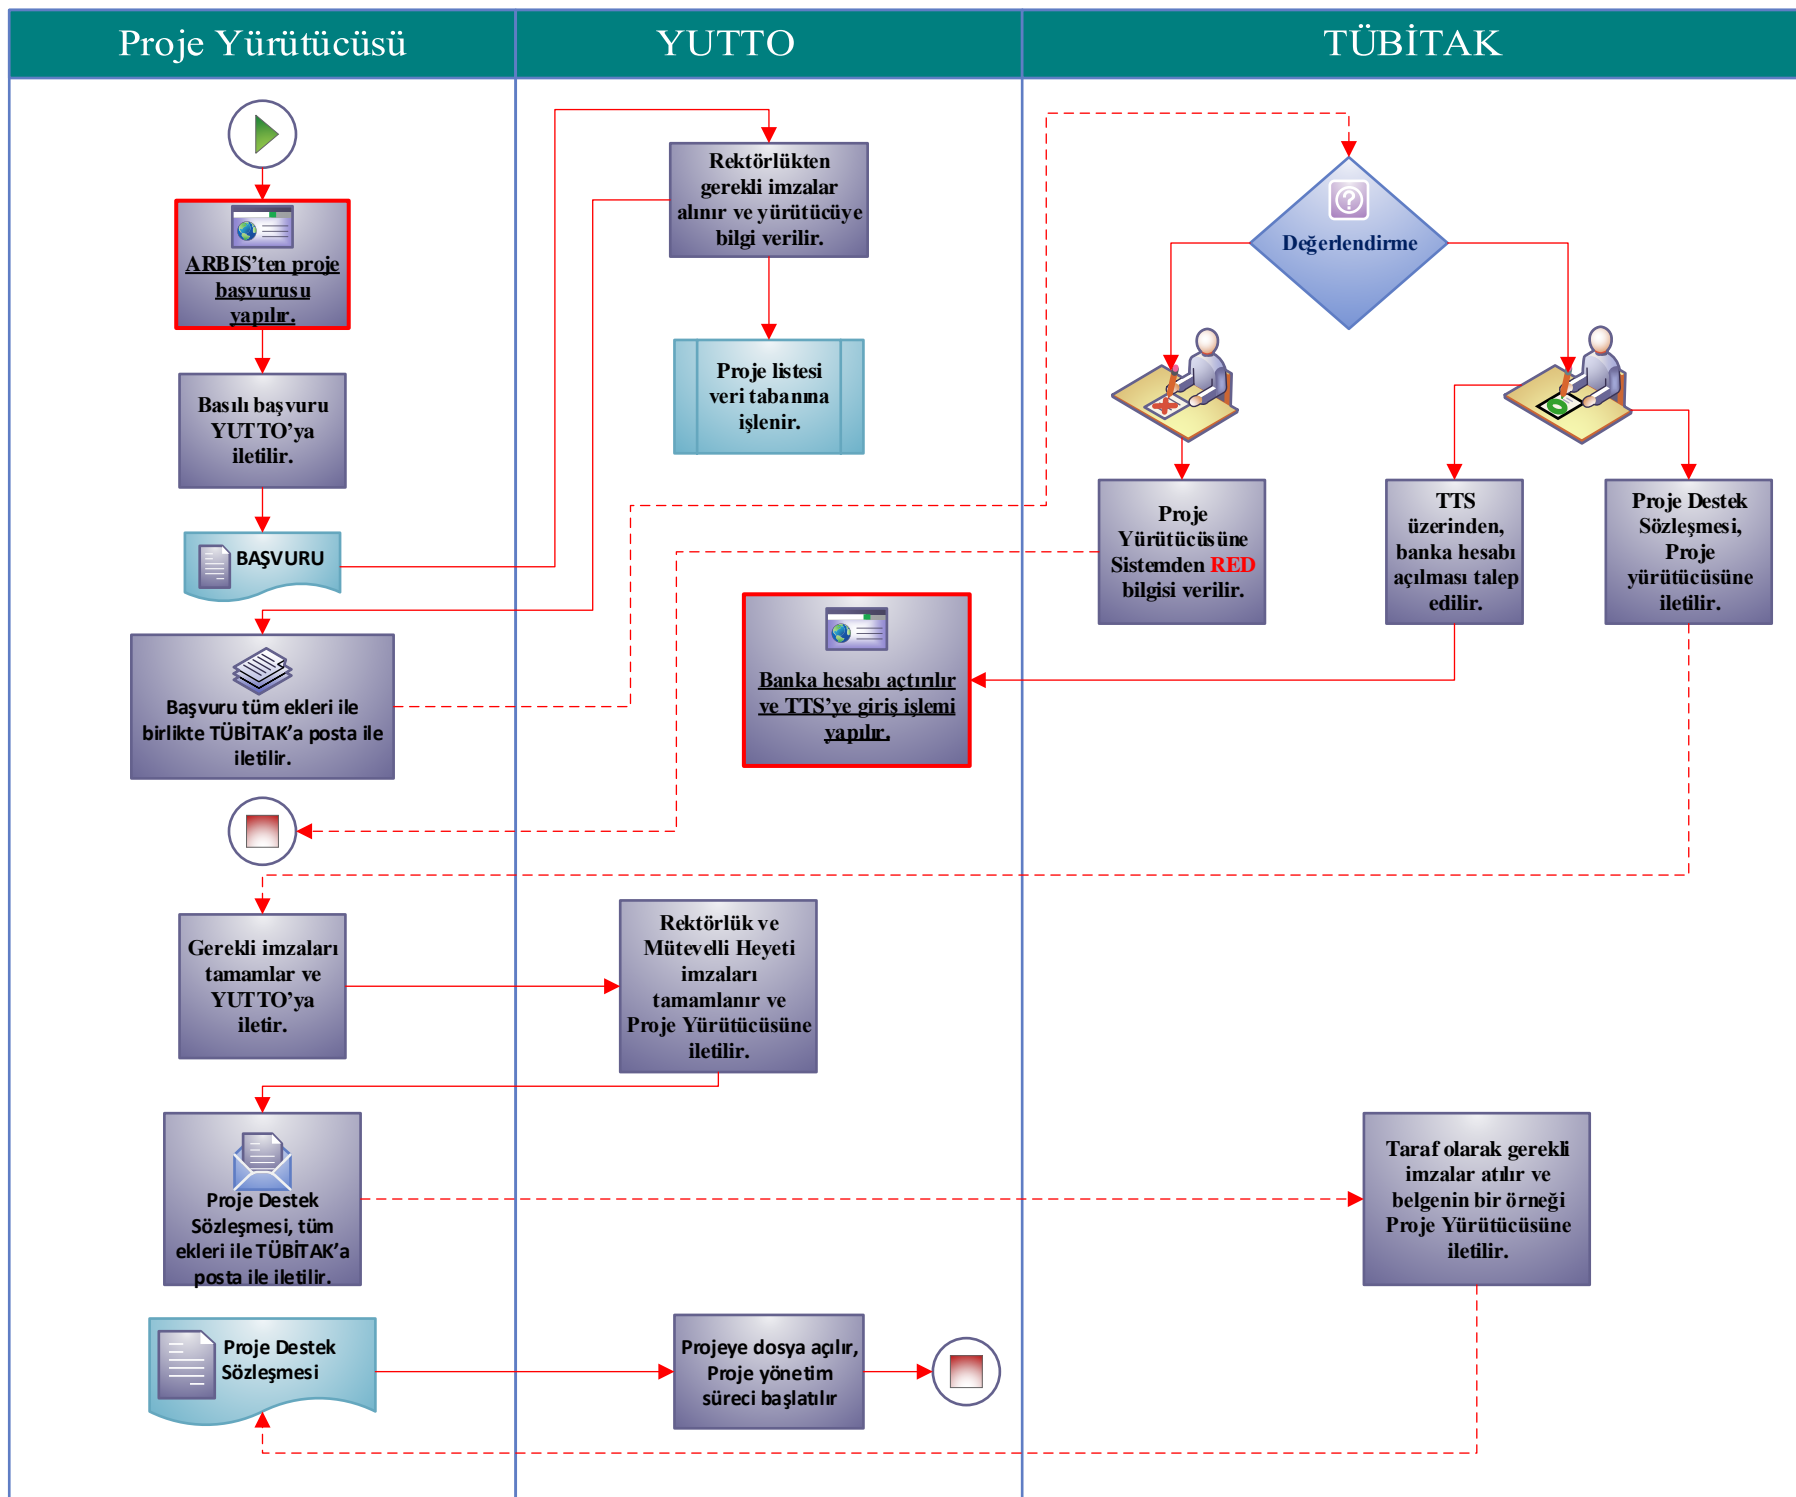 Proje Yürütücüsü
YUTTO
TÜBİTAK
ARBIS’ten proje
başvurusu
yapılır.
Basılı başvuru
YUTTO’ya
iletilir.
BAŞVURU
Rektörlükten
gerekli imzalar
alınır ve yürütücüye
bilgi verilir.
Proje listesi
veri tabanına
işlenir.
Başvuru tüm ekleri ile
birlikte TÜBİTAK’a posta ile
iletilir.
Değerlendirme
Proje
Yürütücüsüne
Sistemden RED
bilgisi verilir.
TTS
üzerinden,
banka hesabı
açılması talep
edilir.
Proje Destek
Sözleşmesi,
Proje
yürütücüsüne
iletilir.
Banka hesabı açtırılır
ve TTS’ye giriş işlemi
yapılır.
Gerekli imzaları
tamamlar ve
YUTTO’ya
iletir.
Rektörlük ve
Mütevelli Heyeti
imzaları
tamamlanır ve
Proje Yürütücüsüne
iletilir.
Proje Destek
Sözleşmesi, tüm
ekleri ile TÜBİTAK’a
posta ile iletilir.
Taraf olarak gerekli
imzalar atılır ve
belgenin bir örneği
Proje Yürütücüsüne
iletilir.
Proje Destek
Sözleşmesi
Projeye dosya açılır,
Proje yönetim
süreci başlatılır